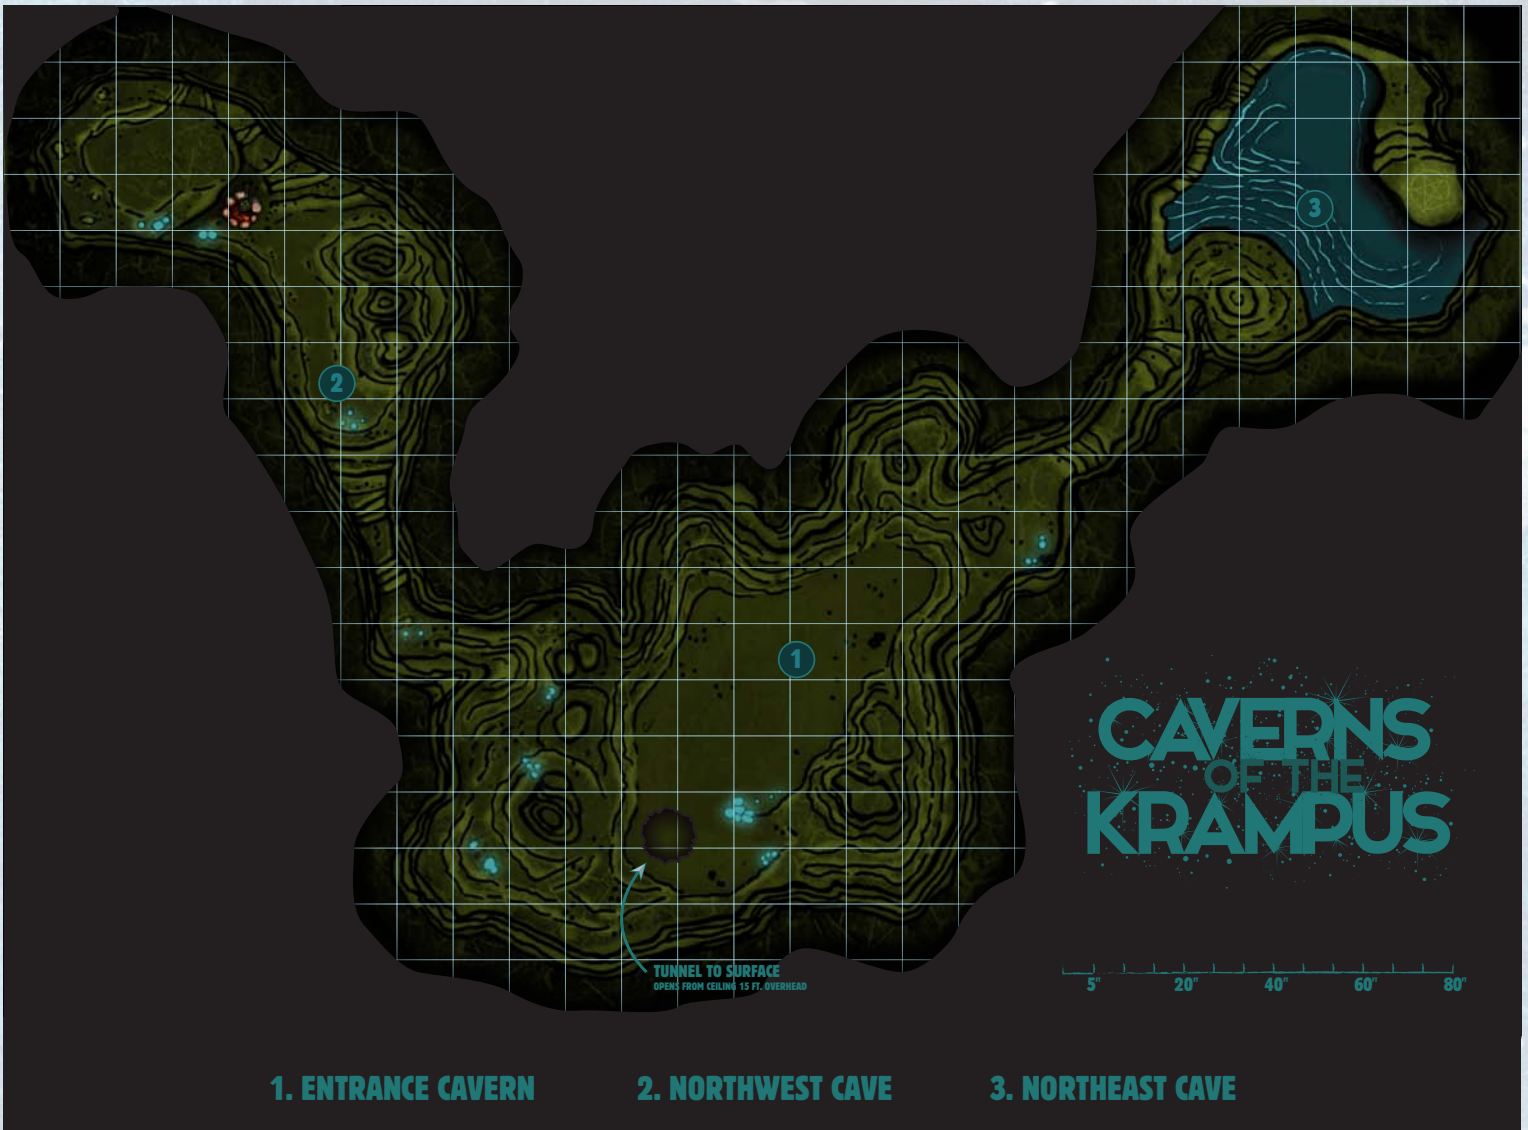 3
2
1
CAVERNS
OF THE
KRAMPUS
TUNNEL TO SURFACE
OPENS FROM CEILING 15 FT. OVERHEAD
5" 20" 40" 60" 80"
1. ENTRANCE CAVERN 2. NORTHWEST CAVE 3. NORTHEAST CAVE